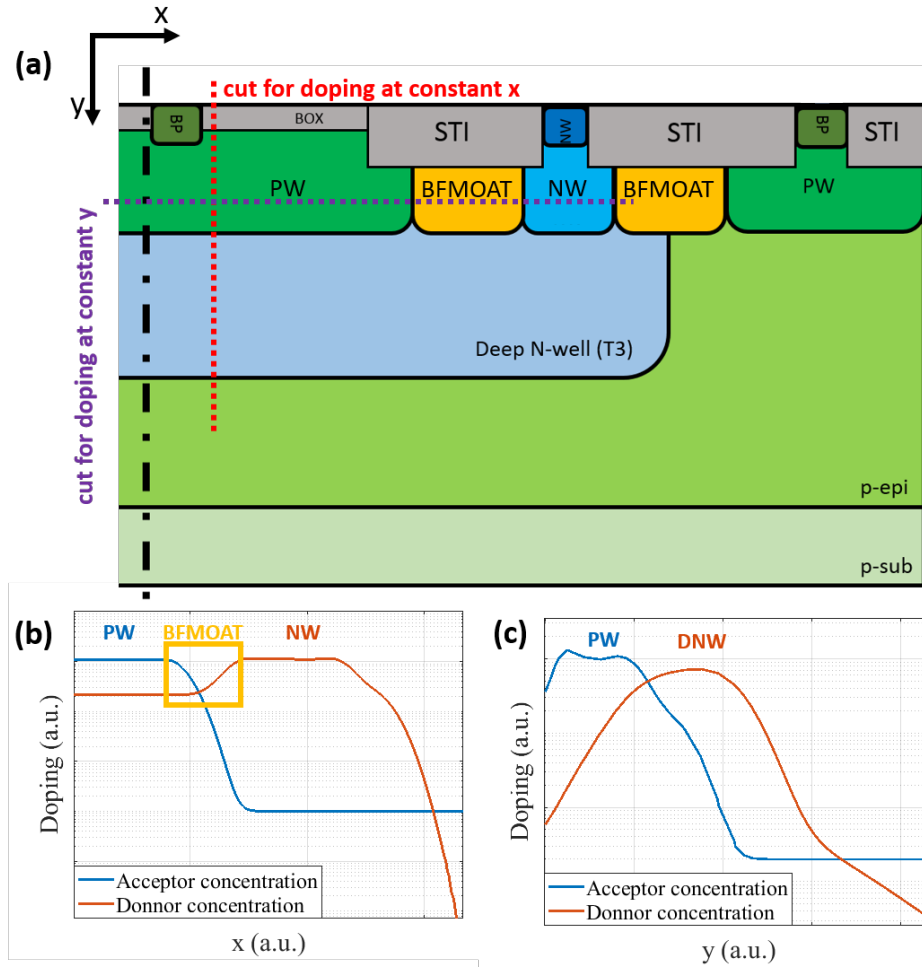 x
(a)
y
cut for doping at constant x
BP
BOX
STI
NW
STI
BP
STI
PW
BFMOAT
NW
BFMOAT
PW
cut for doping at constant y
Deep N-well (T3)
p-epi
p-sub
(b)
PW
BFMOAT
NW
Doping (a.u.)
Acceptor concentration
Donnor concentration
x (a.u.)
(c)
PW
DNW
Doping (a.u.)
Acceptor concentration
Donnor concentration
y (a.u.)